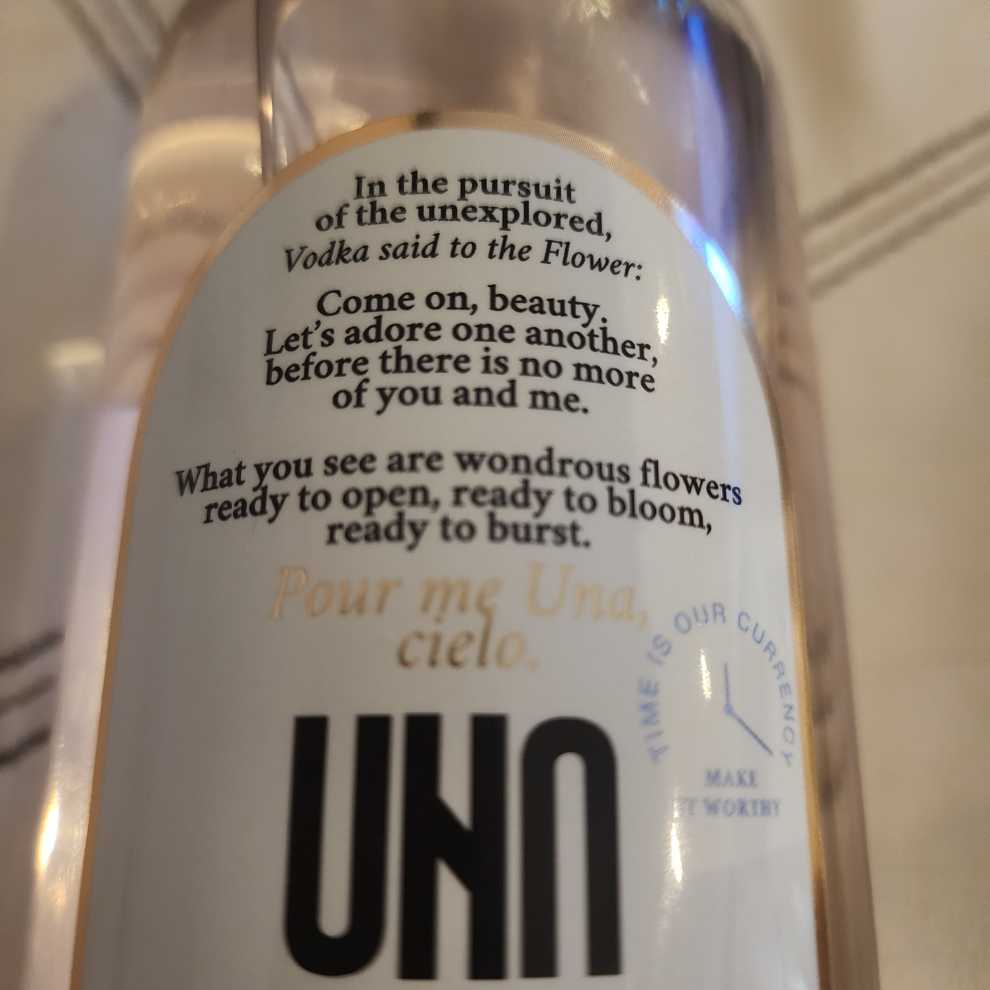 In the pursuit
of the unexplored,
Vodka said to the Flower:
Come on, beauty.
Let's adore one another,
before there is no more
of you and me.
What you see are wondrous flowers
ready to open, ready to bloom,
ready to burst.
Pour me Una,
cielo.
TIME IS OUR CURRENCY
MAKE
IT WORTHY
UNA